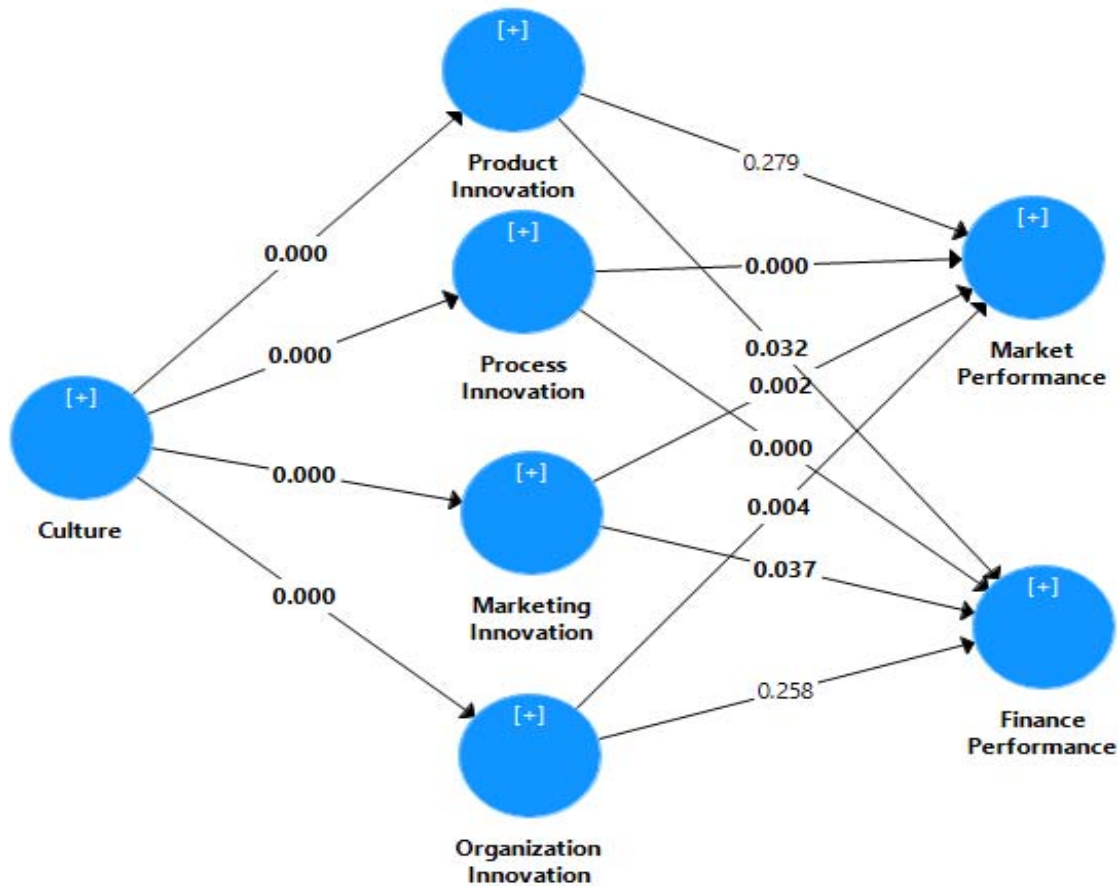 [+]
Product
Innovation
0.279
0.000
[+]
[+]
Process
Innovation
0.000
0.000
0.032
Market
Performance
0.002
[+]
Culture
0.000
[+]
Marketing
Innovation
0.000
0.004
0.037
[+]
Finance
Performance
0.000
[+]
Organization
Innovation
0.258